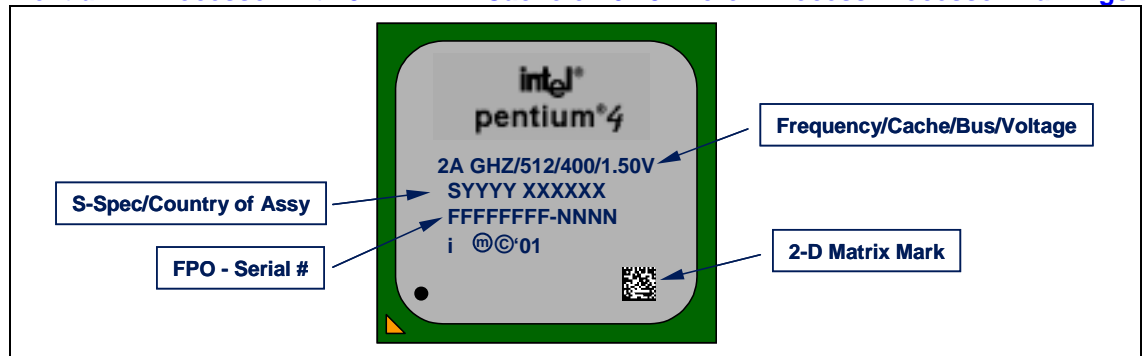 intel®
pentium®4
Frequency/Cache/Bus/Voltage
2A GHZ/512/400/1.50V
S-Spec/Country of Assy
SYYYY XXXXXX
FFFFFFFF-NNNN
FPO - Serial #
i ⓜ©‘01
2-D Matrix Mark